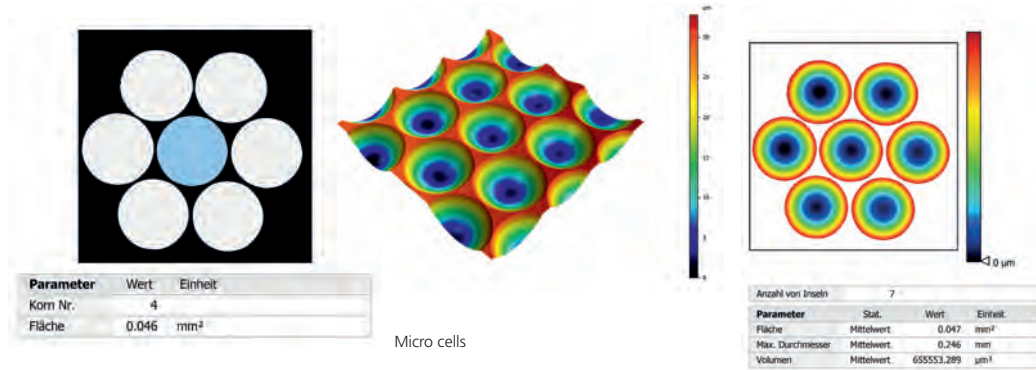 Parameter Wert Einheit
Korn Nr. 4
Fläche 0.046 mm²
Micro cells
0 µm
Anzahl von Inseln 7
Parameter Stat. Wert Einheit
Fläche Mittelwert 0.047 mm²
Max. Durchmesser Mittelwert 0.246 mm
Volumen Mittelwert 655553.289 µm³